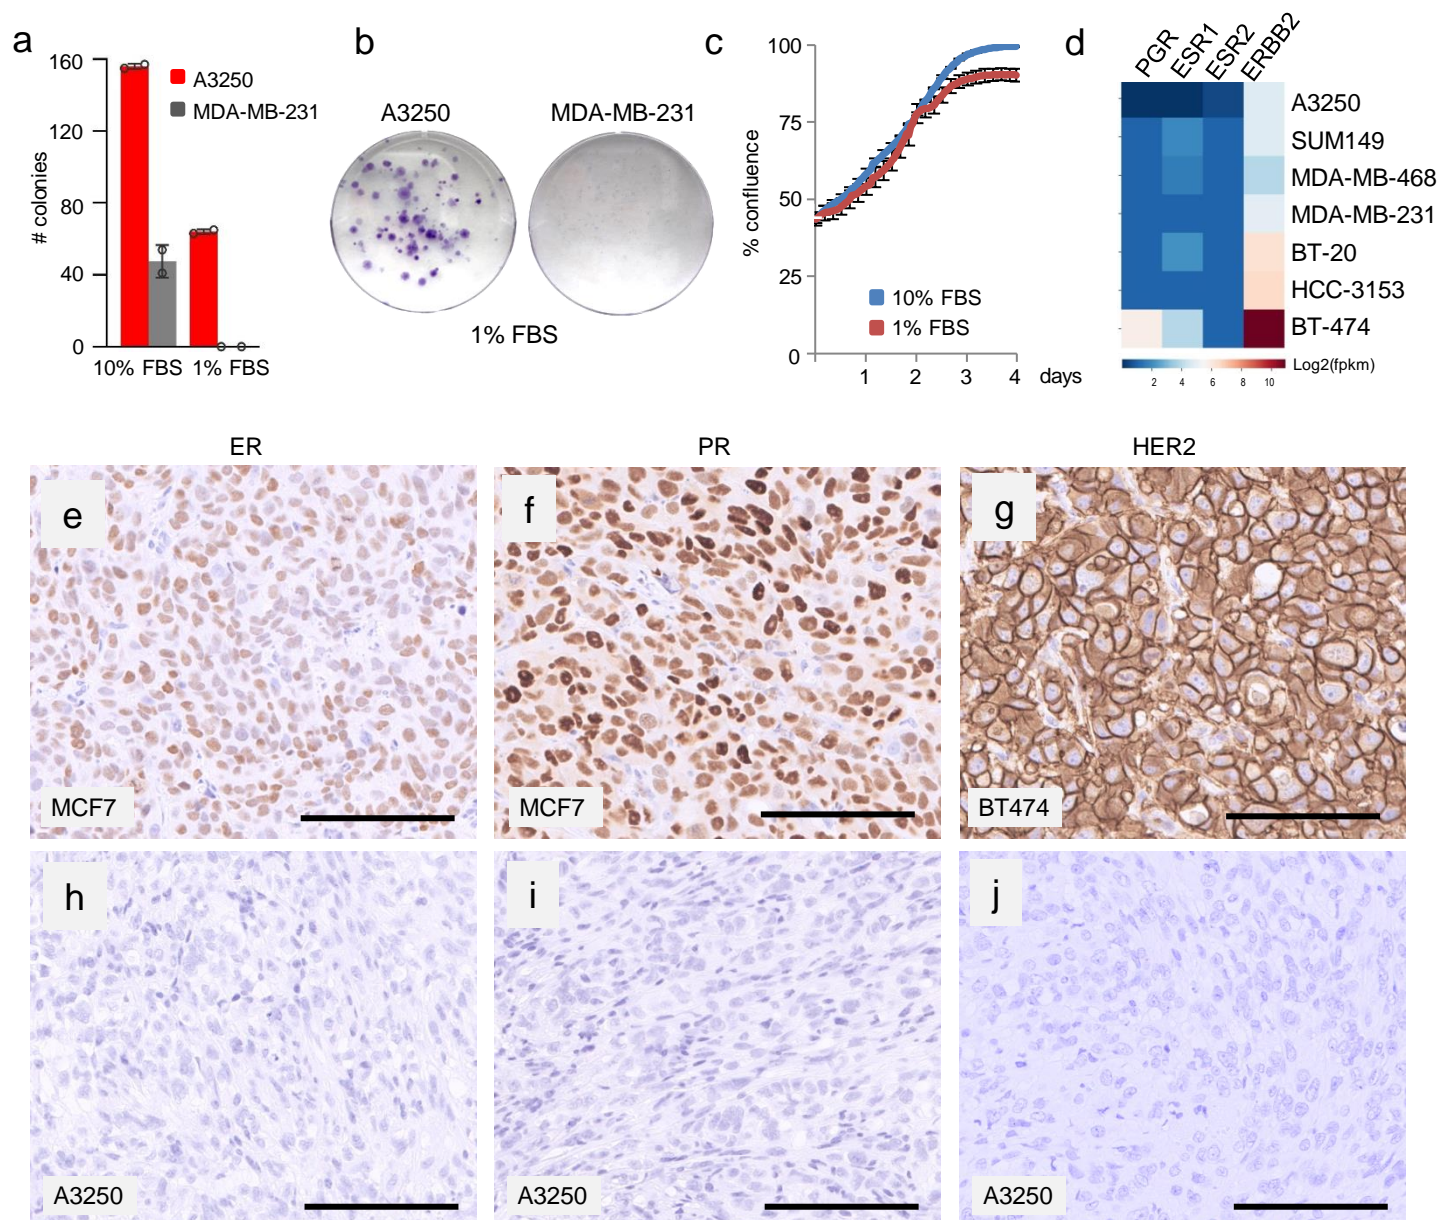 a
160
120
80
40
0
# colonies
A3250
MDA-MB-231
10% FBS
1% FBS
b
A3250
MDA-MB-231
1% FBS
c
100
75
50
25
0
% confluence
10% FBS
1% FBS
1
2
3
4
days
d
PGR
ESR1
ESR2
ERBB2
A3250
SUM149
MDA-MB-468
MDA-MB-231
BT-20
HCC-3153
BT-474
2
4
6
8
10
Log2(fpkm)
ER
PR
HER2
e
MCF7
f
MCF7
g
BT474
h
A3250
i
A3250
j
A3250